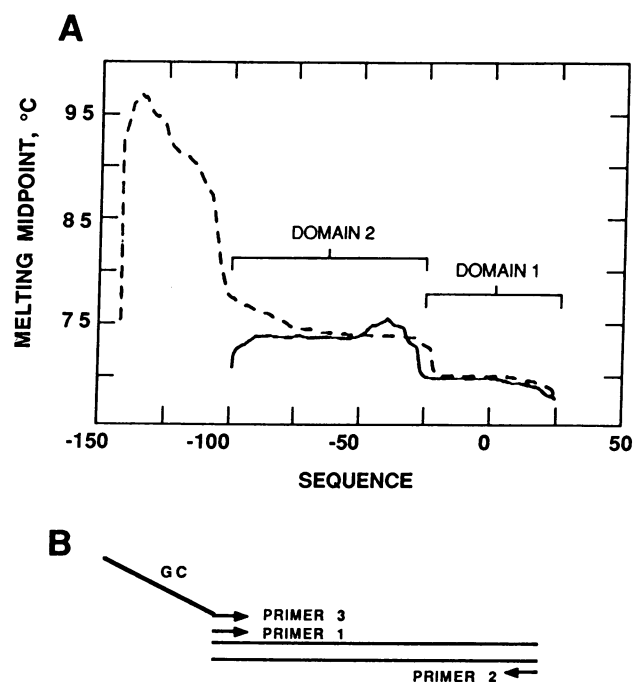 A
MELTING MIDPOINT, °C
95
85
75
DOMAIN 2
DOMAIN 1
-150
-100
-50
0
50
SEQUENCE
B
GC
PRIMER 3
PRIMER 1
PRIMER 2